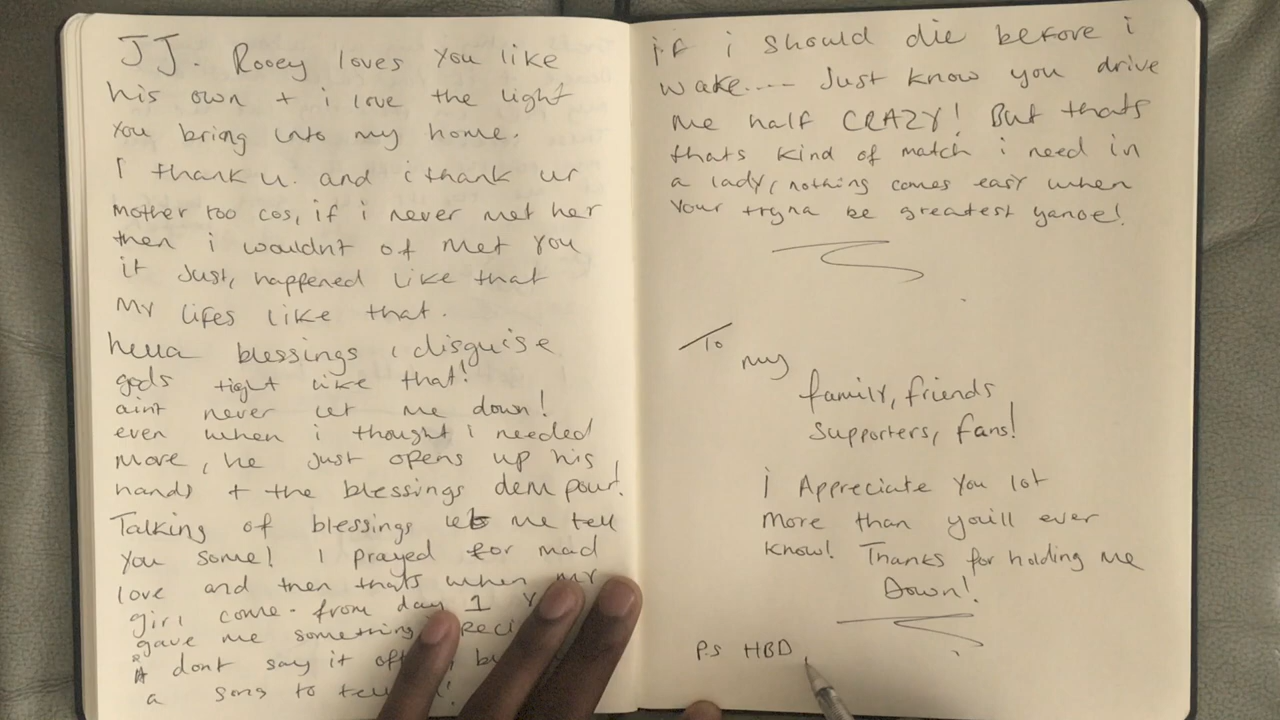 JJ. Rooey loves you like
his own + i love the light
you bring into my home.
I thank u. and i thank ur
mother too cos, if i never met her
then i wouldnt of met you
it just, happened like that
My lifes like that.
hella blessings i disguise
gods tight like that!
aint never let me down!
even when i thought i needed
more, he just opens up his
hands + the blessings dem pour!
Talking of blessings let me tell
you some! I prayed for mad
love and then thats when my
girl come. from day 1
gave me something
dont say it
a song to
if i should die before i
wake.... Just know you drive
me half CRAZY! But thats
thats kind of match i need in
a lady, nothing comes easy when
your tryna be greatest yanoe!
To
my
family, friends
supporters, fans!
i Appreciate you lot
more than you'll ever
know! Thanks for holding me
Down!
P.s HBD